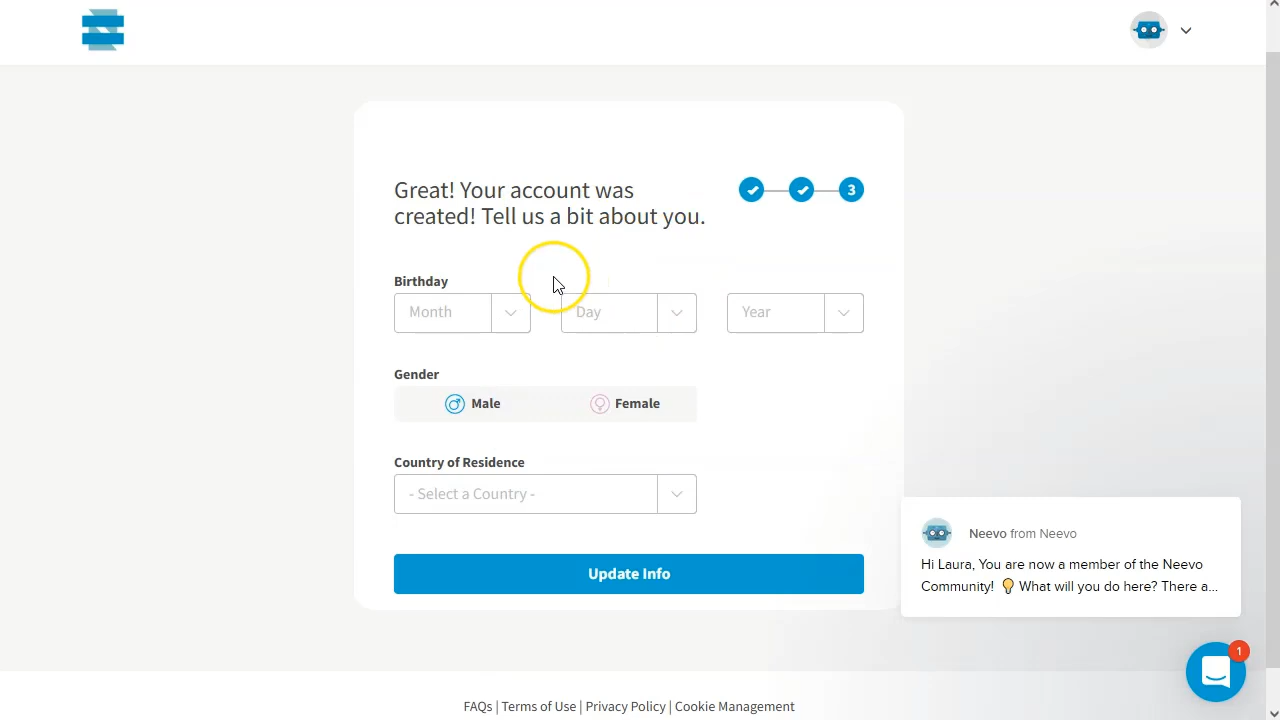 Great! Your account was
created! Tell us a bit about you.
3
Birthday
Month
Day
Year
Gender
Male
Female
Country of Residence
- Select a Country -
Update Info
Neevo from Neevo
Hi Laura, You are now a member of the Neevo
Community! 💡 What will you do here? There a...
1
FAQs | Terms of Use | Privacy Policy | Cookie Management